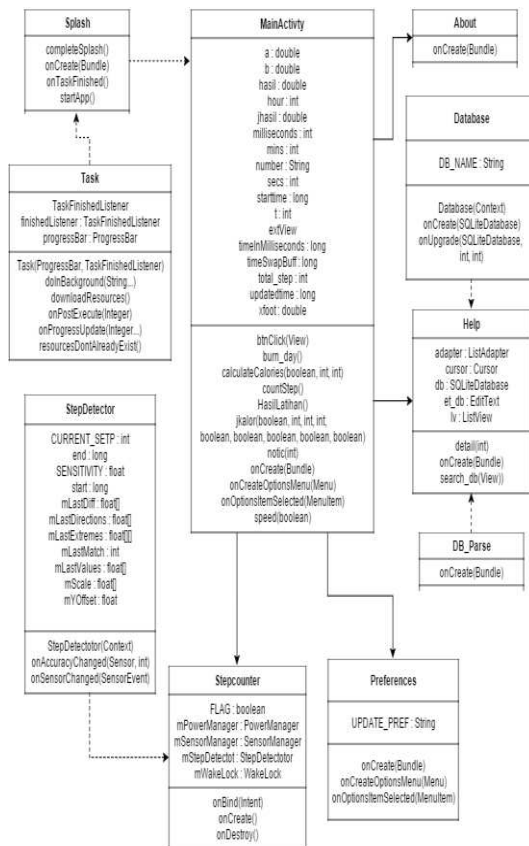 Splash
completeSplash()
onCreate(Bundle)
onTaskFinished()
startApp()
Task
TaskFinishedListener
finishedListener : TaskFinishedListener
progressBar : ProgressBar
Task(ProgressBar, TaskFinishedListener)
doInBackground(String...)
downloadResources()
onPostExecute(Integer)
onProgressUpdate(Integer...)
resourcesDontAlreadyExist()
StepDetector
CURRENT_SETP : int
end : long
SENSITIVITY : float
start : long
mLastDiff : float[]
mLastDirections : float[]
mLastExtremes : float[][]
mLastMatch : int
mLastValues : float[]
mScale : float[]
mYOffset : float
StepDetectotor(Context)
onAccuracyChanged(Sensor, int)
onSensorChanged(SensorEvent)
MainActivty
a : double
b : double
hasil : double
hour : int
jhasil : double
milliseconds : int
mins : int
number : String
secs : int
starttime : long
t : int
extView
timeInMilliseconds : long
timeSwapBuff : long
total_step : int
updatedtime : long
xfoot : double
btnClick(View)
burn_day()
calculateCalories(boolean, int, int)
countStep()
HasilLatihan()
jkalor(boolean, int, int, int,
boolean, boolean, boolean, boolean, boolean)
notic(int)
onCreate(Bundle)
onCreateOptionsMenu(Menu)
onOptionsItemSelected(MenuItem)
speed(boolean)
Stepcounter
FLAG : boolean
mPowerManager : PowerManager
mSensorManager : SensorManager
mStepDetectot : StepDetectotor
mWakeLock : WakeLock
onBind(Intent)
onCreate()
onDestroy()
About
onCreate(Bundle)
Database
DB_NAME : String
Database(Context)
onCreate(SQLiteDatabase)
onUpgrade(SQLiteDatabase,
int, int)
Help
adapter : ListAdapter
cursor : Cursor
db : SQLiteDatabase
et_db : EditText
lv : ListView
detail(int)
onCreate(Bundle)
search_db(View))
DB_Parse
onCreate(Bundle)
Preferences
UPDATE_PREF : String
onCreate(Bundle)
onCreateOptionsMenu(Menu)
onOptionsItemSelected(MenuItem)